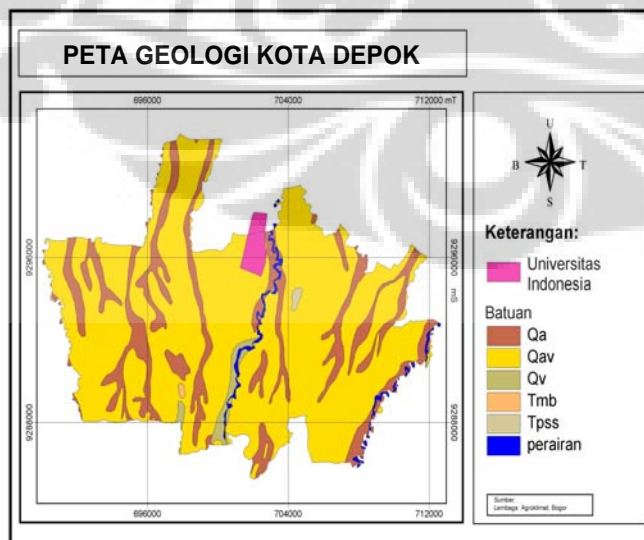 PETA GEOLOGI KOTA DEPOK
696000
704000
712000 mT
9296000
9296000
mS
9288000
9288000
696000
704000
712000
U
B
T
S
Keterangan:
Universitas
Indonesia
Batuan
Qa
Qav
Qv
Tmb
Tpss
perairan
Sumber:
Lembaga Agroklimat, Bogor